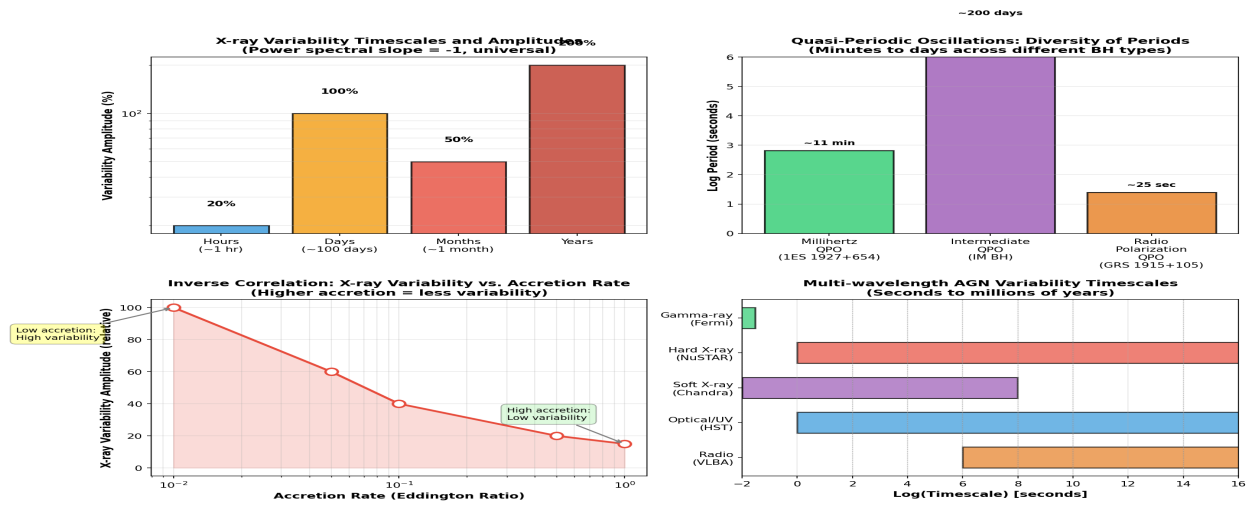 ~200 days
X-ray Variability Timescales and Amplitudes
(Power spectral slope = -1, universal)
200%
Variability Amplitude (%)
10²
20%
100%
50%
Hours
(~1 hr)
Days
(~100 days)
Months
(~1 month)
Years
Quasi-Periodic Oscillations: Diversity of Periods
(Minutes to days across different BH types)
Log Period (seconds)
6
5
4
3
2
1
0
~11 min
~25 sec
Millihertz
QPO
(1ES 1927+654)
Intermediate
QPO
(IM BH)
Radio
Polarization
QPO
(GRS 1915+105)
Inverse Correlation: X-ray Variability vs. Accretion Rate
(Higher accretion = less variability)
X-ray Variability Amplitude (relative)
100
80
60
40
20
0
Low accretion:
High variability
High accretion:
Low variability
10⁻²
10⁻¹
10⁰
Accretion Rate (Eddington Ratio)
Multi-wavelength AGN Variability Timescales
(Seconds to millions of years)
Gamma-ray
(Fermi)
Hard X-ray
(NuSTAR)
Soft X-ray
(Chandra)
Optical/UV
(HST)
Radio
(VLBA)
−2
0
2
4
6
8
10
12
14
16
Log(Timescale) [seconds]